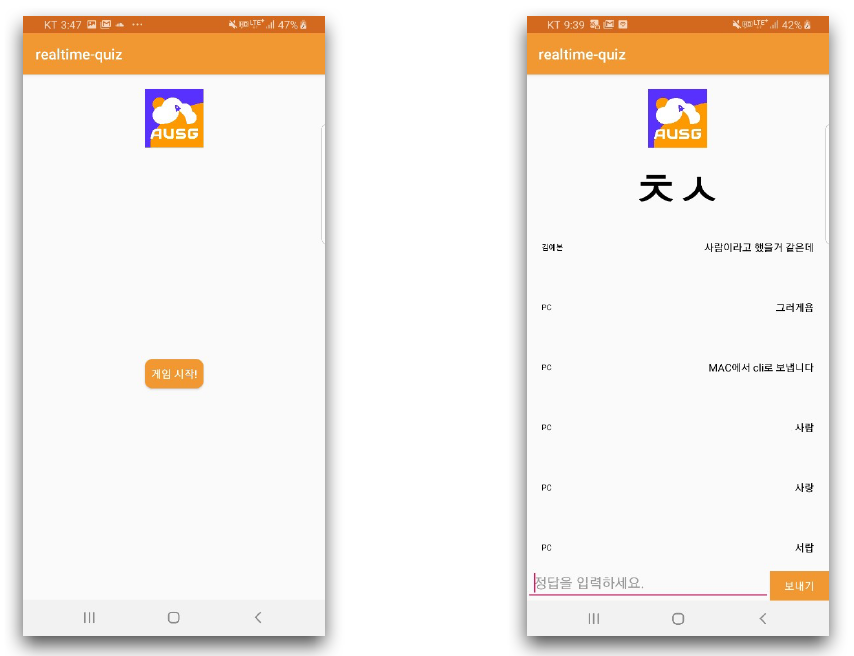 KT 3:47
LTE+
47%
realtime-quiz
AUSG
게임 시작!
KT 9:39
LTE+
42%
realtime-quiz
AUSG
ㅊㅅ
김예본 사람이라고 했을거 같은데
PC 그러게욤
PC MAC에서 cli로 보냅니다
PC 사람
PC 사랑
PC 서랍
정답을 입력하세요.
보내기